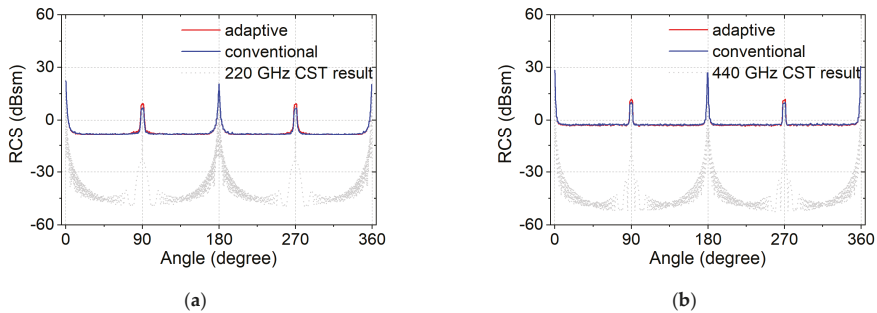 60
30
0
-30
-60
RCS (dBsm)
adaptive
conventional
220 GHz CST result
0 90 180 270 360
Angle (degree)
(a)
60
30
0
-30
-60
RCS (dBsm)
adaptive
conventional
440 GHz CST result
0 90 180 270 360
Angle (degree)
(b)